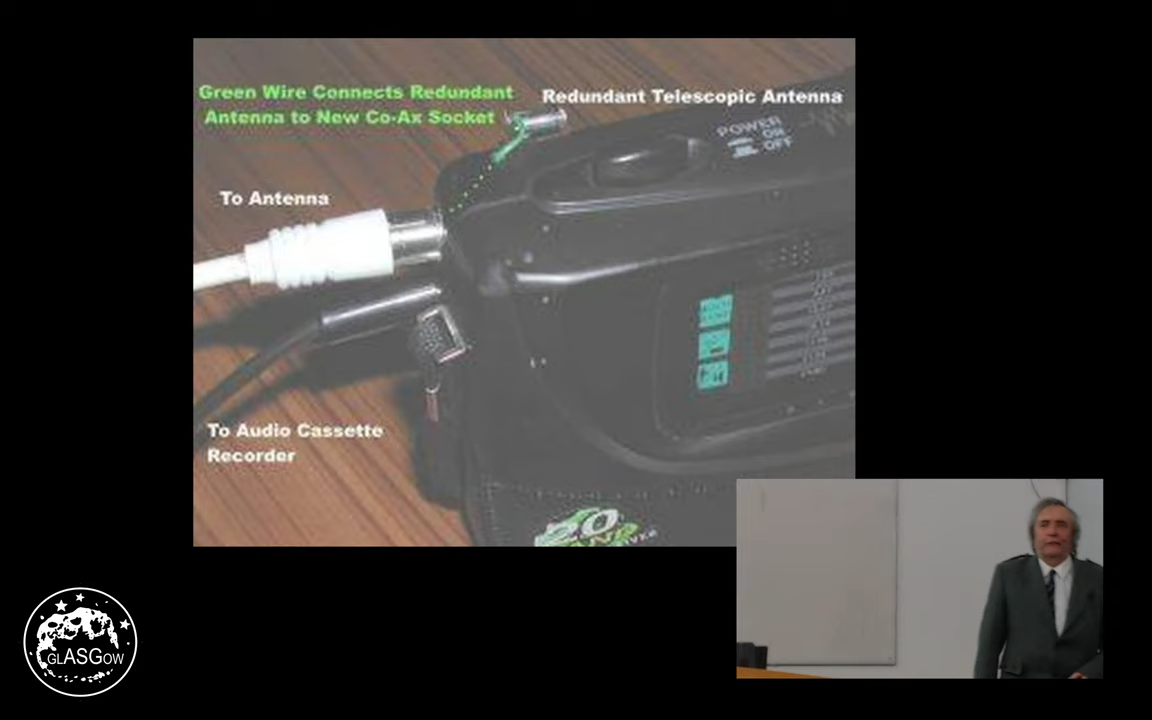 Green Wire Connects Redundant
Antenna to New Co-Ax Socket
Redundant Telescopic Antenna
POWER
ON
OFF
To Antenna
To Audio Cassette
Recorder
20
GLASGOW